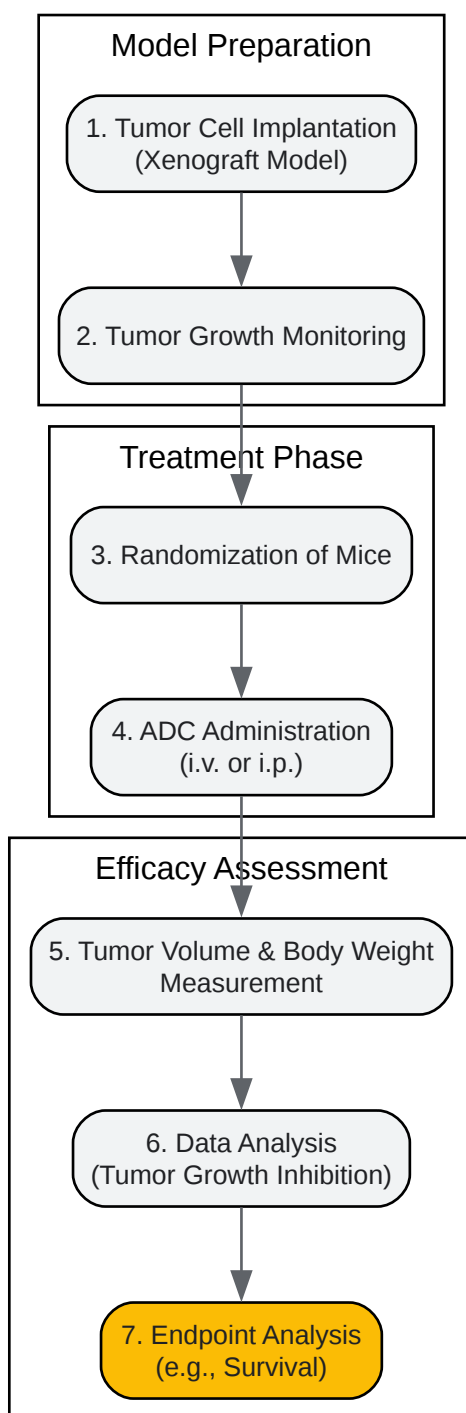 Model Preparation
1. Tumor Cell Implantation
(Xenograft Model)
2. Tumor Growth Monitoring
Treatment Phase
3. Randomization of Mice
4. ADC Administration
(i.v. or i.p.)
Efficacy Assessment
5. Tumor Volume & Body Weight
Measurement
6. Data Analysis
(Tumor Growth Inhibition)
7. Endpoint Analysis
(e.g., Survival)